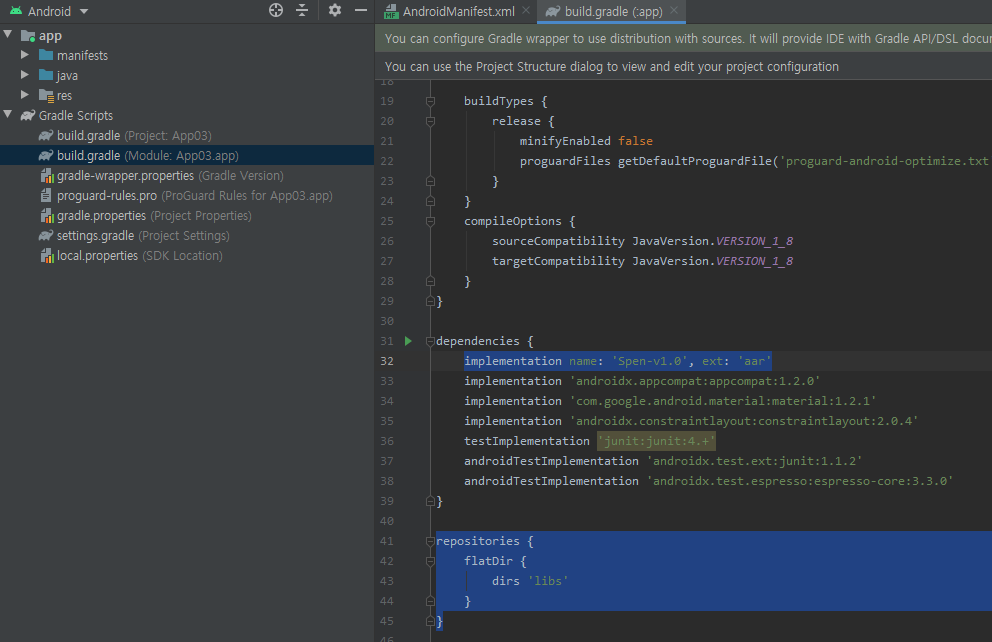 Android
app
manifests
java
res
Gradle Scripts
build.gradle (Project: App03)
build.gradle (Module: App03.app)
gradle-wrapper.properties (Gradle Version)
proguard-rules.pro (ProGuard Rules for App03.app)
gradle.properties (Project Properties)
settings.gradle (Project Settings)
local.properties (SDK Location)
AndroidManifest.xml
build.gradle (:app)
You can configure Gradle wrapper to use distribution with sources. It will provide IDE with Gradle API/DSL docu
You can use the Project Structure dialog to view and edit your project configuration
18
19 buildTypes {
20 release {
21 minifyEnabled false
22 proguardFiles getDefaultProguardFile('proguard-android-optimize.txt
23 }
24 }
25 compileOptions {
26 sourceCompatibility JavaVersion.VERSION_1_8
27 targetCompatibility JavaVersion.VERSION_1_8
28 }
29 }
30
31 dependencies {
32 implementation name: 'Spen-v1.0', ext: 'aar'
33 implementation 'androidx.appcompat:appcompat:1.2.0'
34 implementation 'com.google.android.material:material:1.2.1'
35 implementation 'androidx.constraintlayout:constraintlayout:2.0.4'
36 testImplementation 'junit:junit:4.+'
37 androidTestImplementation 'androidx.test.ext:junit:1.1.2'
38 androidTestImplementation 'androidx.test.espresso:espresso-core:3.3.0'
39 }
40
41 repositories {
42 flatDir {
43 dirs 'libs'
44 }
45 }
46